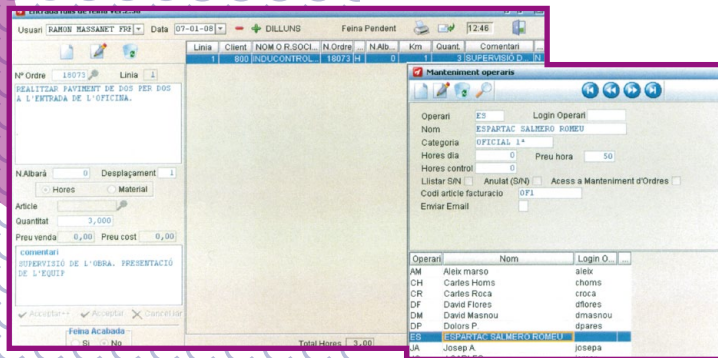 Usuari RAMON MASSANET FRE Data 07-01-08 DILLUNS Feina Pendent 12:46
Linia Client NOM O R.SOCI... N.Ordre ... N.Alb... Km Quant. Comentari ...
1 800 INDUCONTROL... 18073 H 0 1 3 SUPERVISIÓ D... N
Nº Ordre 18073 Linia 1
REALITZAR PAVIMENT DE DOS PER DOS
A L'ENTRADA DE L'OFICINA.
N.Albarà 0 Desplaçament 1
Hores Material
Article
Quantitat 3,000
Preu venda 0,00 Preu cost 0,00
comentari
SUPERVISIÓ DE L'OBRA. PRESENTACIÓ
DE L'EQUIP
Acceptar++ Acceptar Cancel·lar
Feina Acabada
Si No
Total Hores 3,00
Manteniment operaris
Operari ES Login Operari
Nom ESPARTAC SALMERO ROMEU
Categoria OFICIAL 1ª
Hores dia 0 Preu hora 50
Hores control 0
Llistar S/N Anulat (S/N) Acess a Manteniment d'Ordres
Codi article facturacio OF1
Enviar Email
Operari Nom Login O... ...
AM Aleix marso aleix
CH Carles Homs choms
CR Carles Roca croca
DF David Flores dflores
DM David Masnou dmasnou
DP Dolors P. dpares
ES ESPARTAC SALMERO ROMEU
JA Josep A. josepa